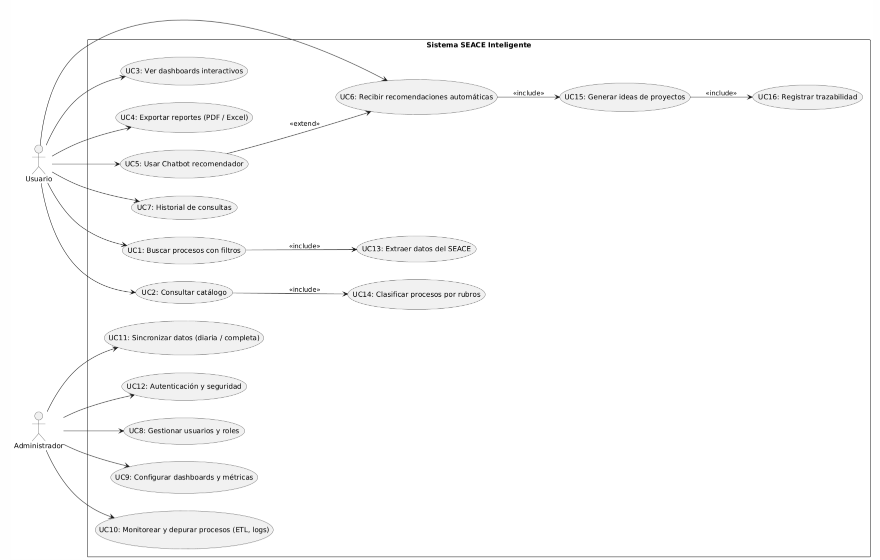 Sistema SEACE Inteligente
UC3: Ver dashboards interactivos
UC6: Recibir recomendaciones automáticas
«include»
UC15: Generar ideas de proyectos
«include»
UC16: Registrar trazabilidad
UC4: Exportar reportes (PDF / Excel)
«extend»
UC5: Usar Chatbot recomendador
Usuario
UC7: Historial de consultas
UC1: Buscar procesos con filtros
«include»
UC13: Extraer datos del SEACE
UC2: Consultar catálogo
«include»
UC14: Clasificar procesos por rubros
UC11: Sincronizar datos (diaria / completa)
UC12: Autenticación y seguridad
UC8: Gestionar usuarios y roles
Administrador
UC9: Configurar dashboards y métricas
UC10: Monitorear y depurar procesos (ETL, logs)